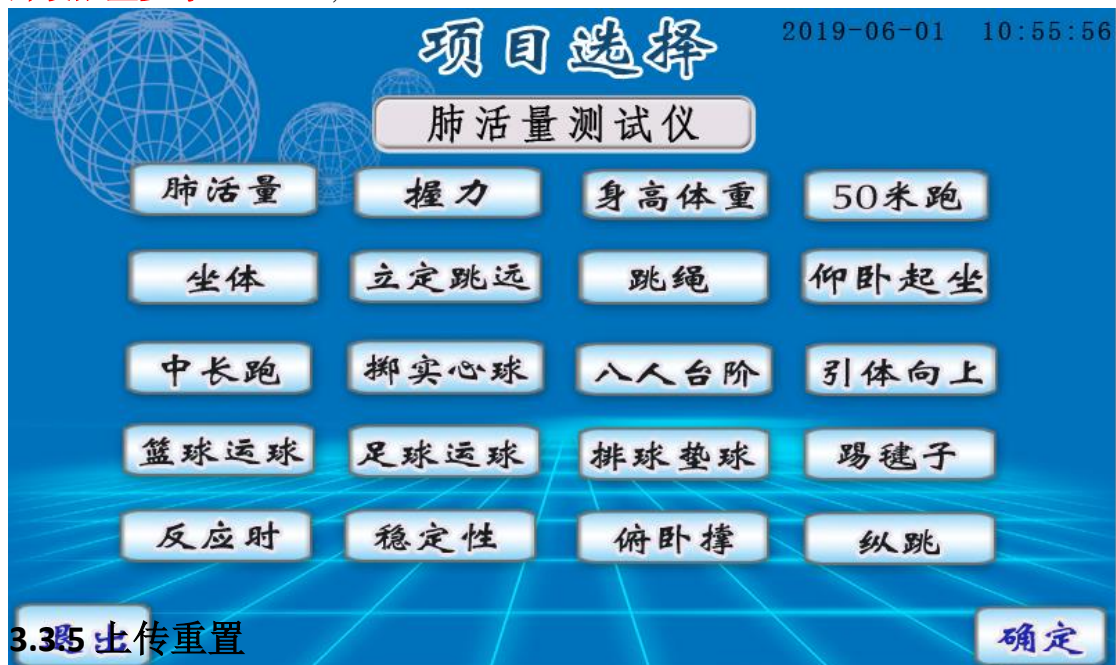 项目选择 2019-06-01 10:55:56
肺活量测试仪
肺活量 握力 身高体重 50米跑
坐体 立定跳远 跳绳 仰卧起坐
中长跑 掷实心球 八人台阶 引体向上
篮球运球 足球运球 排球垫球 踢毽子
反应时 稳定性 俯卧撑 纵跳
退出 确定
3.3.5 上传重置